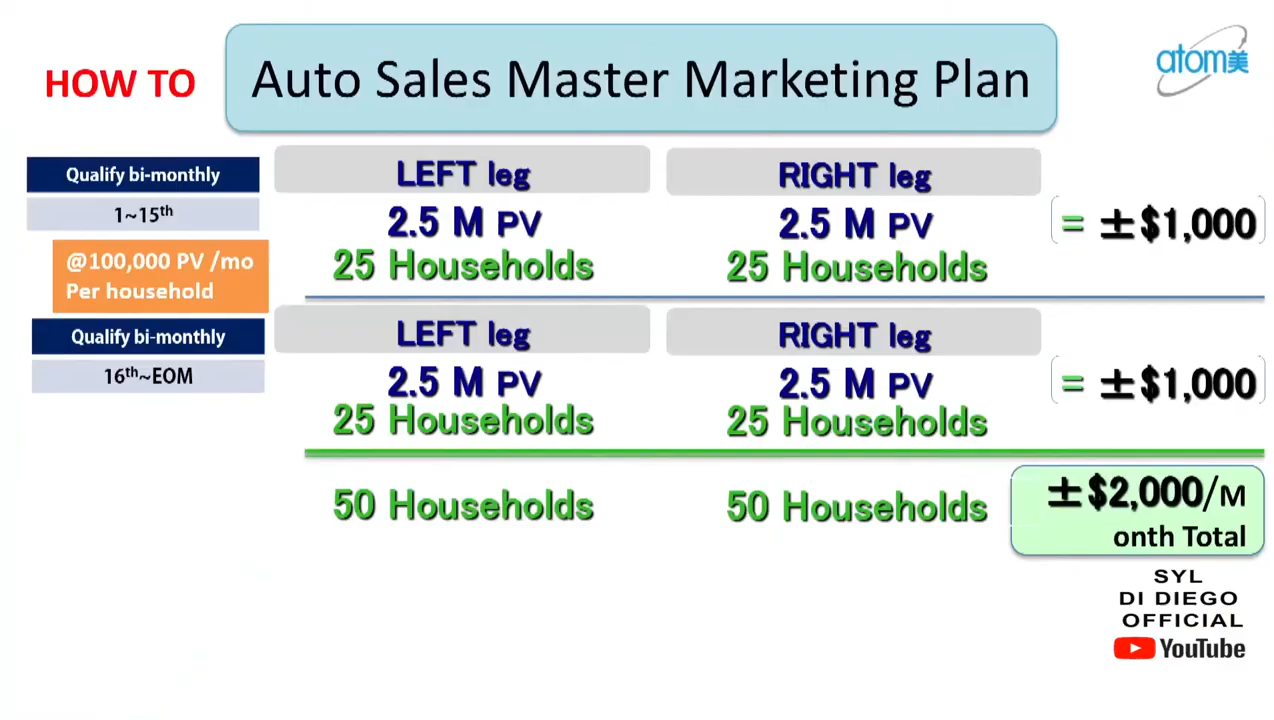 HOW TO
Auto Sales Master Marketing Plan
atom美
Qualify bi-monthly
1~15th
@100,000 PV /mo
Per household
LEFT leg
2.5 M PV
25 Households
RIGHT leg
2.5 M PV
25 Households
= ±$1,000
Qualify bi-monthly
16th~EOM
LEFT leg
2.5 M PV
25 Households
RIGHT leg
2.5 M PV
25 Households
= ±$1,000
50 Households
50 Households
±$2,000/M
onth Total
SYL
DI DIEGO
OFFICIAL
YouTube